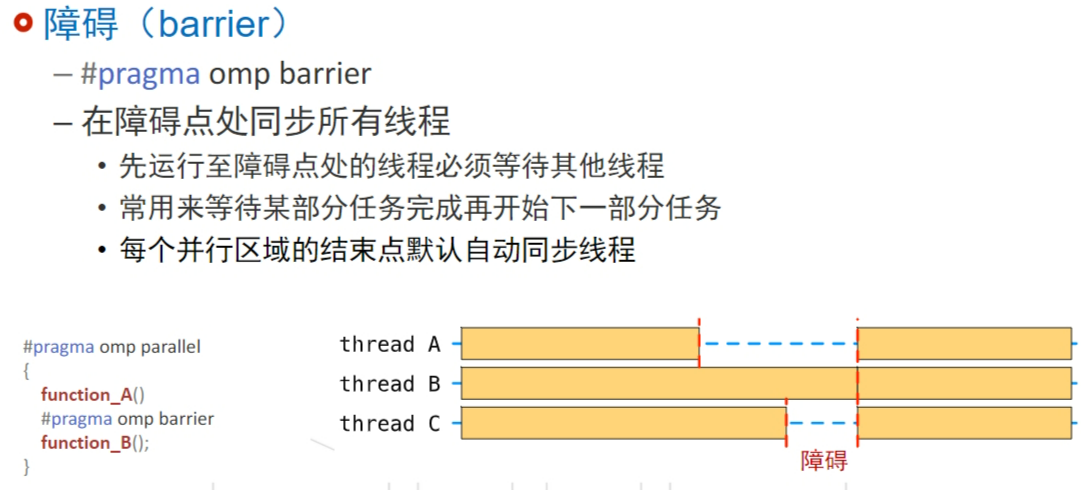 障碍（barrier）
– #pragma omp barrier
– 在障碍点处同步所有线程
• 先运行至障碍点处的线程必须等待其他线程
• 常用来等待某部分任务完成再开始下一部分任务
• 每个并行区域的结束点默认自动同步线程
#pragma omp parallel
{
function_A()
#pragma omp barrier
function_B();
}
thread A
thread B
thread C
障碍